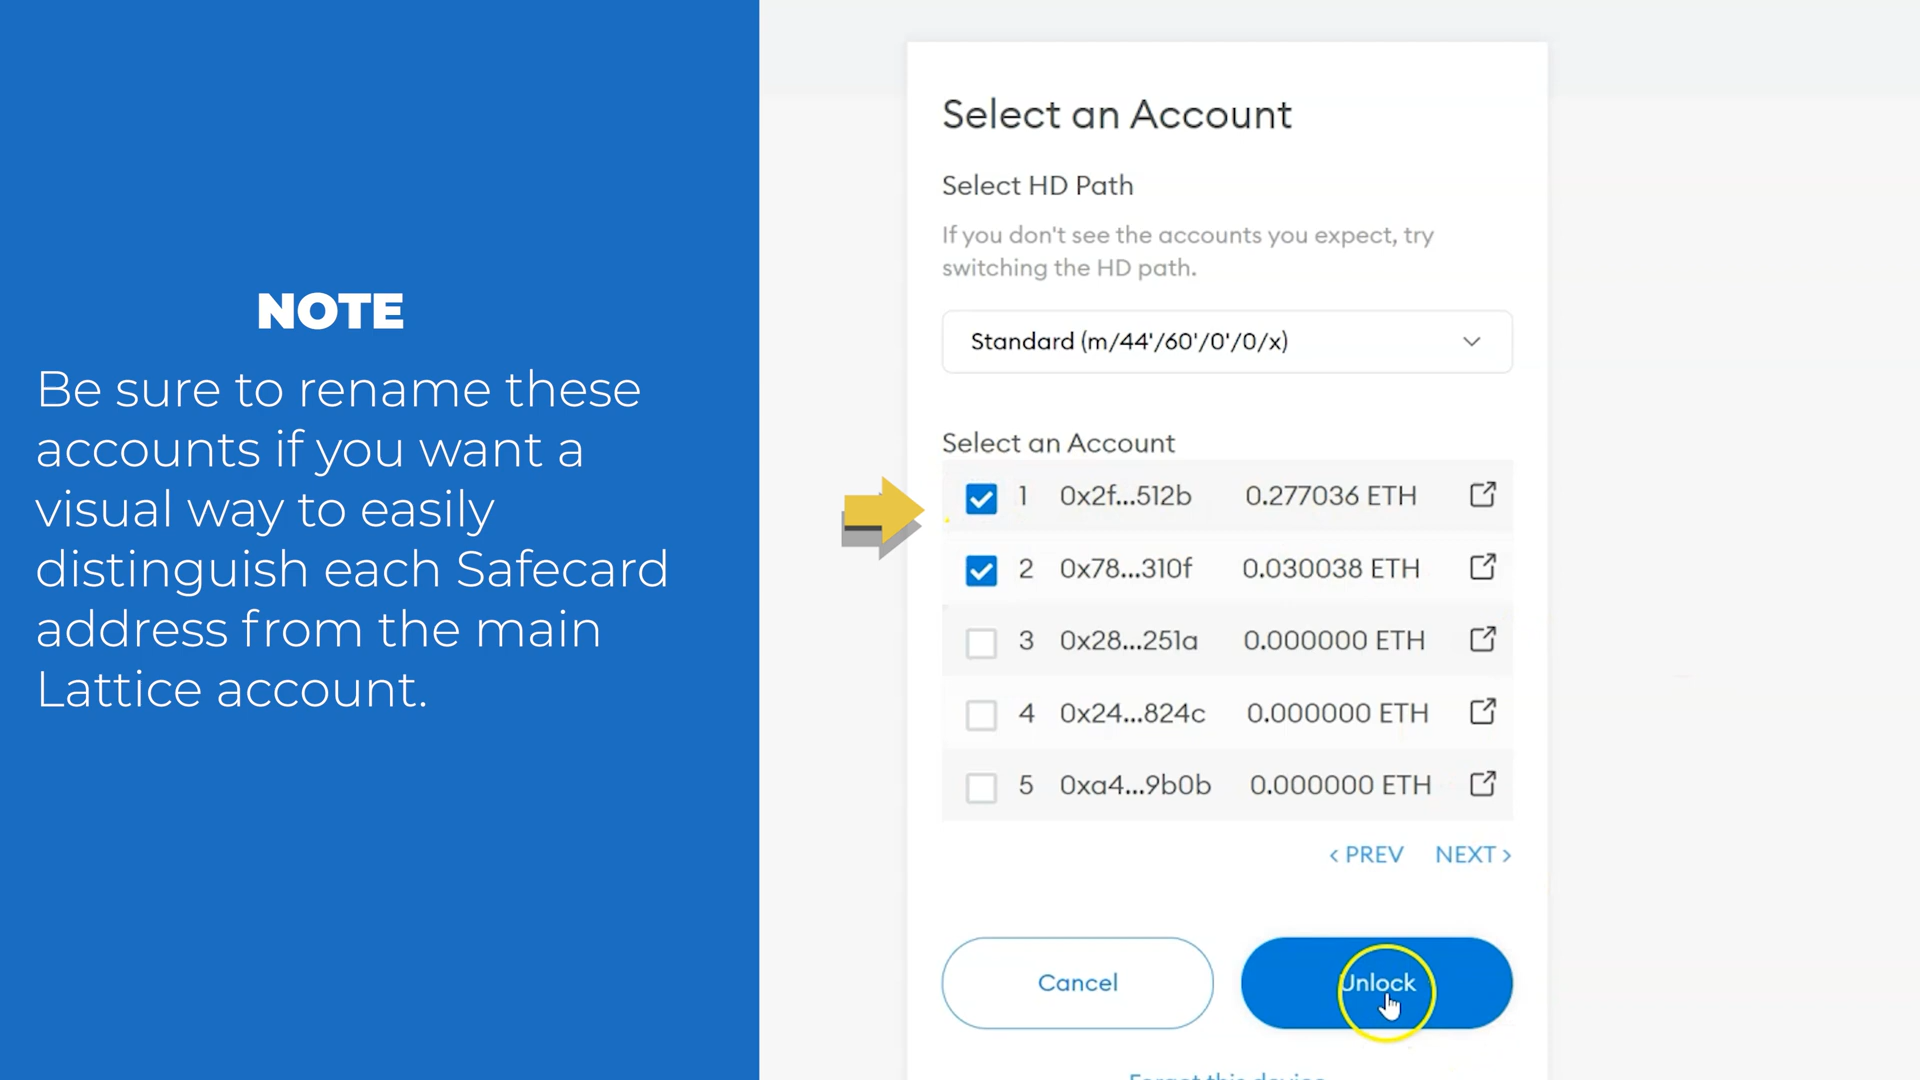 NOTE
Be sure to rename these
accounts if you want a
visual way to easily
distinguish each Safecard
address from the main
Lattice account.
Select an Account
Select HD Path
If you don't see the accounts you expect, try
switching the HD path.
Standard (m/44'/60'/0'/0/x)
Select an Account
1 0x2f...512b 0.277036 ETH
2 0x78...310f 0.030038 ETH
3 0x28...251a 0.000000 ETH
4 0x24...824c 0.000000 ETH
5 0xa4...9b0b 0.000000 ETH
< PREV NEXT >
Cancel Unlock
Forget this device